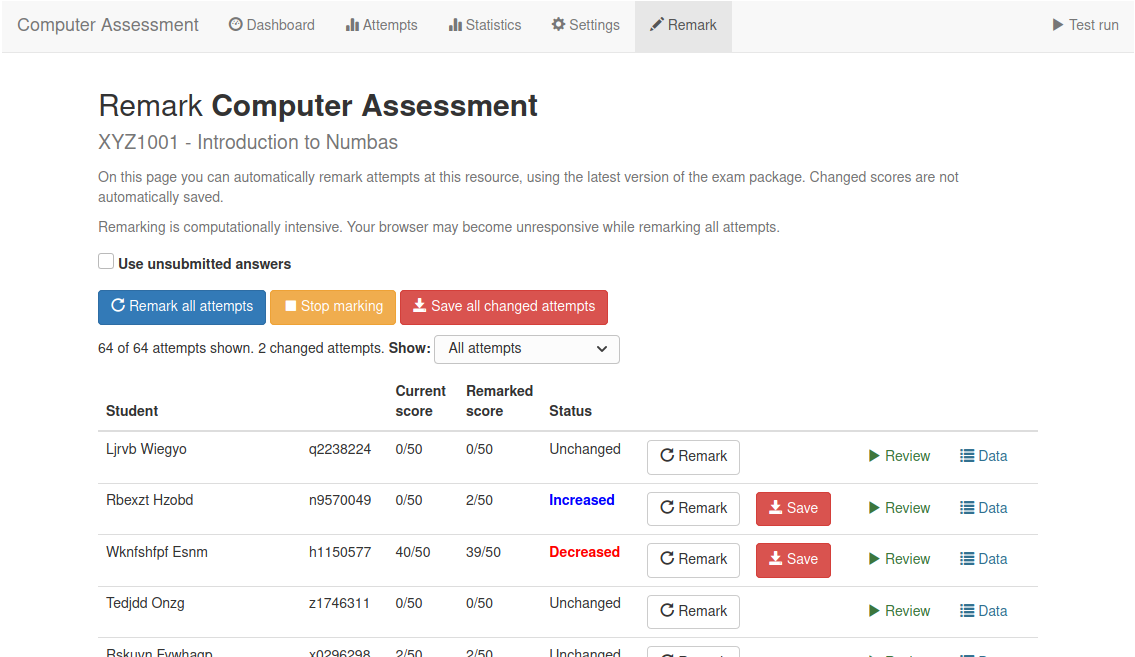 Computer Assessment Dashboard Attempts Statistics Settings Remark Test run
Remark Computer Assessment
XYZ1001 - Introduction to Numbas
On this page you can automatically remark attempts at this resource, using the latest version of the exam package. Changed scores are not
automatically saved.
Remarking is computationally intensive. Your browser may become unresponsive while remarking all attempts.
Use unsubmitted answers
Remark all attempts Stop marking Save all changed attempts
64 of 64 attempts shown. 2 changed attempts. Show: All attempts
Current Remarked
Student score score Status
Ljrvb Wiegyo q2238224 0/50 0/50 Unchanged Remark Review Data
Rbexzt Hzobd n9570049 0/50 2/50 Increased Remark Save Review Data
Wknfshfpf Esnm h1150577 40/50 39/50 Decreased Remark Save Review Data
Tedjdd Onzg z1746311 0/50 0/50 Unchanged Remark Review Data
x0296298 2/50 2/50 Unchanged Remark